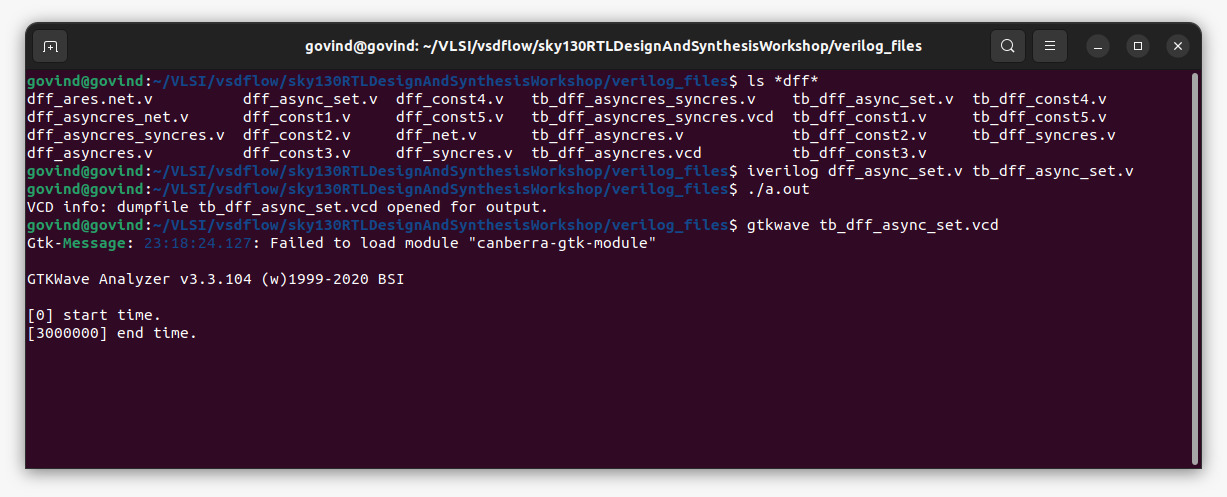 govind@govind: ~/VLSI/vsdflow/sky130RTLDesignAndSynthesisWorkshop/verilog_files
govind@govind:~/VLSI/vsdflow/sky130RTLDesignAndSynthesisWorkshop/verilog_files$ ls *dff*
dff_ares.net.v          dff_async_set.v  dff_const4.v   tb_dff_asyncres_syncres.v    tb_dff_async_set.v  tb_dff_const4.v
dff_asyncres_net.v      dff_const1.v     dff_const5.v   tb_dff_asyncres_syncres.vcd  tb_dff_const1.v     tb_dff_const5.v
dff_asyncres_syncres.v  dff_const2.v     dff_net.v      tb_dff_asyncres.v            tb_dff_const2.v     tb_dff_syncres.v
dff_asyncres.v          dff_const3.v     dff_syncres.v  tb_dff_asyncres.vcd          tb_dff_const3.v
govind@govind:~/VLSI/vsdflow/sky130RTLDesignAndSynthesisWorkshop/verilog_files$ iverilog dff_async_set.v tb_dff_async_set.v
govind@govind:~/VLSI/vsdflow/sky130RTLDesignAndSynthesisWorkshop/verilog_files$ ./a.out
VCD info: dumpfile tb_dff_async_set.vcd opened for output.
govind@govind:~/VLSI/vsdflow/sky130RTLDesignAndSynthesisWorkshop/verilog_files$ gtkwave tb_dff_async_set.vcd
Gtk-Message: 23:18:24.127: Failed to load module "canberra-gtk-module"
GTKWave Analyzer v3.3.104 (w)1999-2020 BSI
[0] start time.
[3000000] end time.